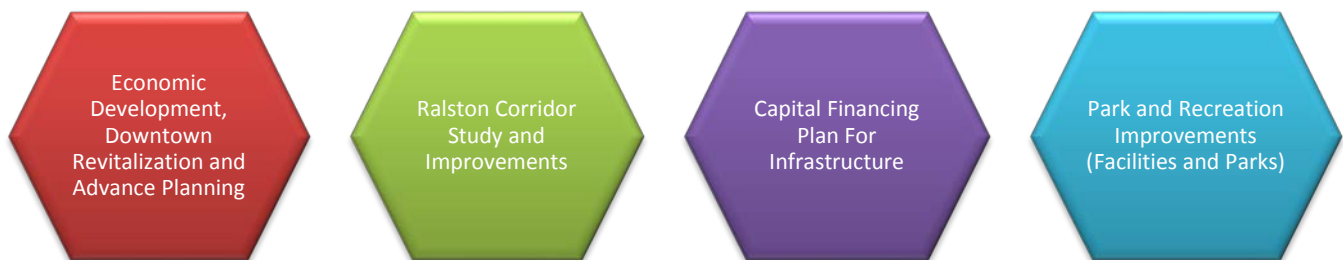 Economic
Development,
Downtown
Revitalization and
Advance Planning
Ralston Corridor
Study and
Improvements
Capital Financing
Plan For
Infrastructure
Park and Recreation
Improvements
(Facilities and Parks)